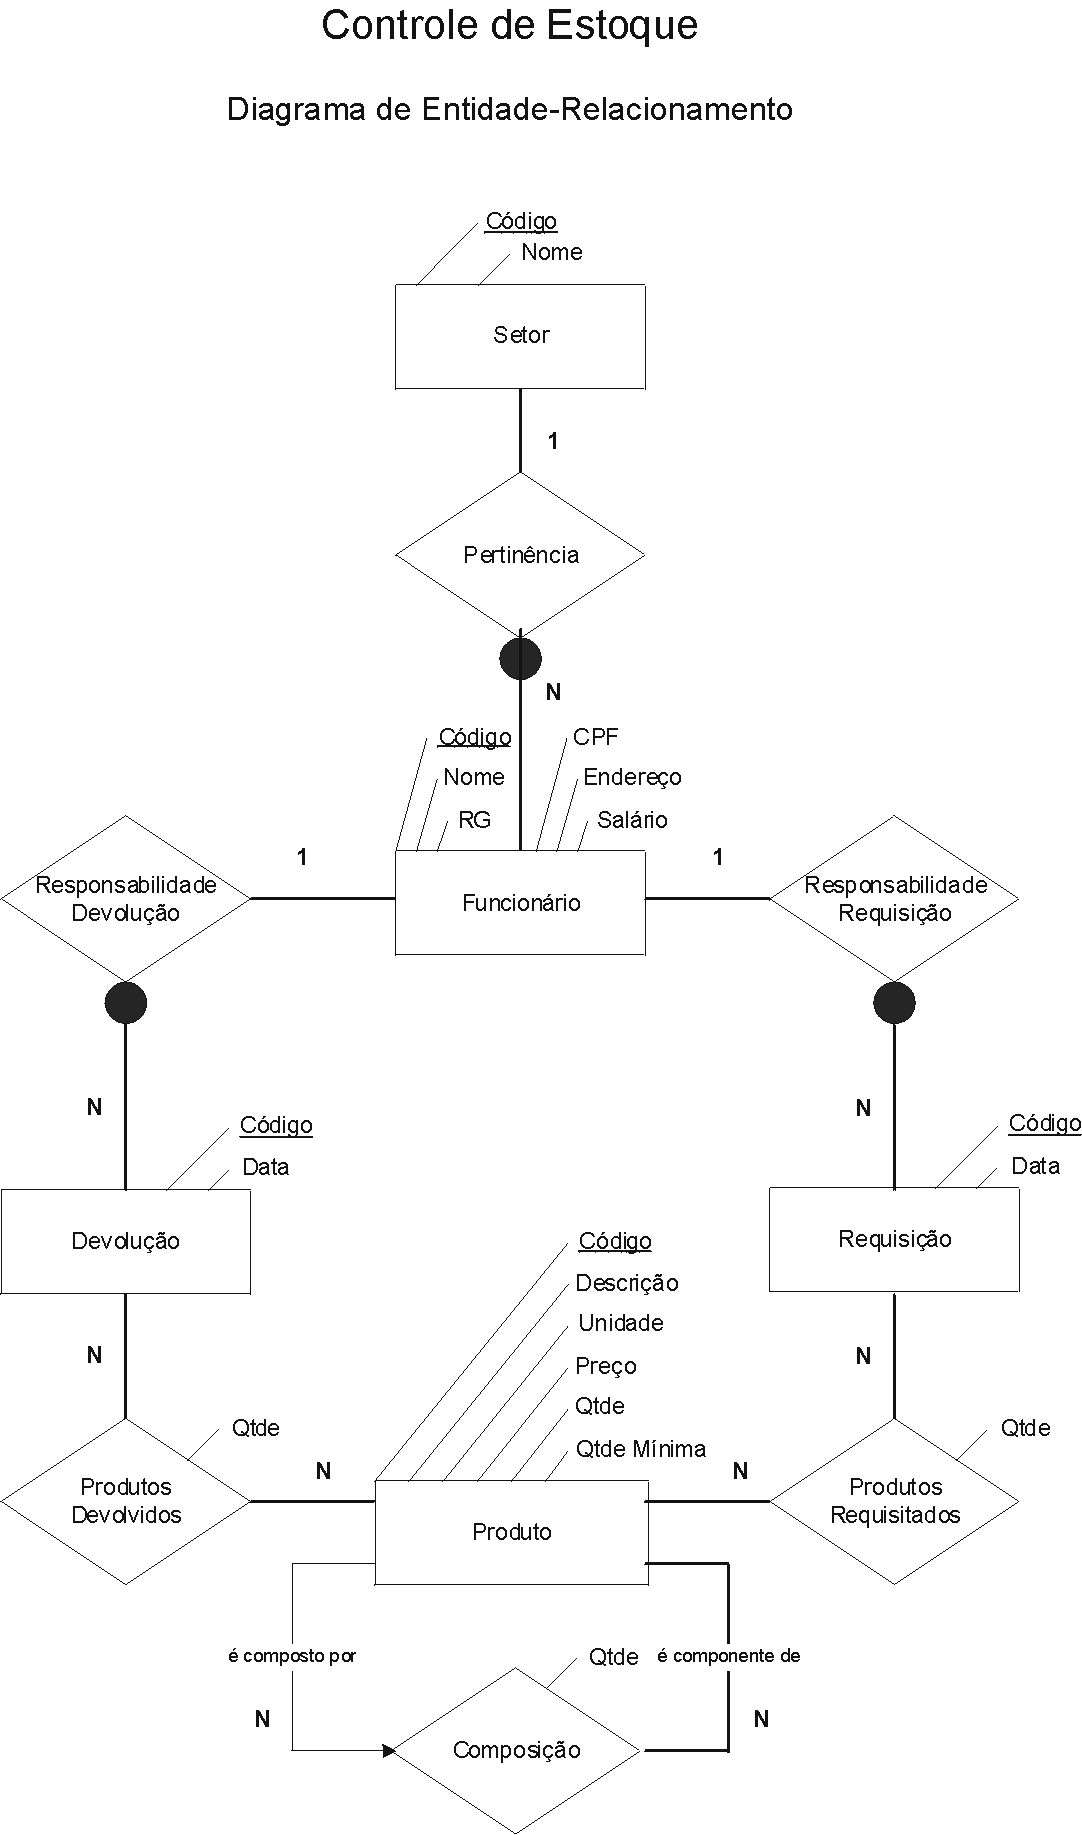 Controle de Estoque
Diagrama de Entidade-Relacionamento
Código
Nome
Setor
1
Pertinência
N
Código
CPF
Nome
Endereço
RG
Salário
1
1
Responsabilidade
Devolução
Funcionário
Responsabilidade
Requisição
N
N
Código
Data
Código
Data
Devolução
Requisição
Código
Descrição
Unidade
Preço
Qtde
Qtde Mínima
N
N
Qtde
Qtde
N
N
Produtos
Devolvidos
Produto
Produtos
Requisitados
é composto por
Qtde
é componente de
N
N
Composição